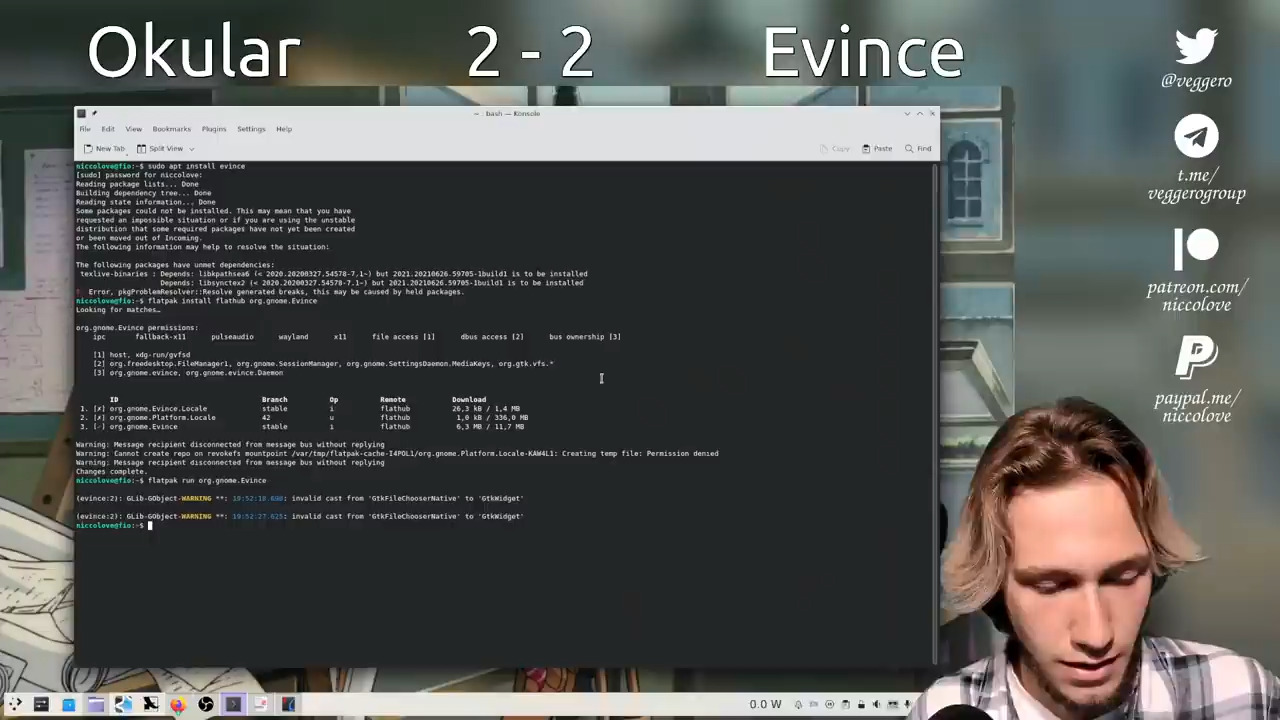 Okular 2 - 2 Evince
@veggero
t.me/
veggerogroup
patreon.com/
niccolove
paypal.me/
niccolove
~ bash — Konsole
File Edit View Bookmarks Plugins Settings Help
New Tab Split View Copy Paste Find
niccolove@fio:~$ sudo apt install evince
[sudo] password for niccolove:
Reading package lists... Done
Building dependency tree... Done
Reading state information... Done
Some packages could not be installed. This may mean that you have
requested an impossible situation or if you are using the unstable
distribution that some required packages have not yet been created
or been moved out of Incoming.
The following information may help to resolve the situation:
The following packages have unmet dependencies:
texlive-binaries : Depends: libkpathsea6 (< 2020.20200327.54578-7.1~) but 2021.20210626.59705-1build1 is to be installed
Depends: libsynctex2 (< 2020.20200327.54578-7.1~) but 2021.20210626.59705-1build1 is to be installed
Error, pkgProblemResolver::Resolve generated breaks, this may be caused by held packages.
niccolove@fio:~$ flatpak install flathub org.gnome.Evince
Looking for matches…
org.gnome.Evince permissions:
ipc fallback-x11 pulseaudio wayland x11 file access [1] dbus access [2] bus ownership [3]
[1] host, xdg-run/gvfsd
[2] org.freedesktop.FileManager1, org.gnome.SessionManager, org.gnome.SettingsDaemon.MediaKeys, org.gtk.vfs.*
[3] org.gnome.evince, org.gnome.evince.Daemon
ID Branch Op Remote Download
1. [✗] org.gnome.Evince.Locale stable i flathub 26,3 kB / 1,4 MB
2. [✗] org.gnome.Platform.Locale 42 u flathub 1,0 kB / 336,0 MB
3. [✓] org.gnome.Evince stable i flathub 6,3 MB / 11,7 MB
Warning: Message recipient disconnected from message bus without replying
Warning: Cannot create repo on revokefs mountpoint /var/tmp/flatpak-cache-I4POL1/org.gnome.Platform.Locale-KAW4L1: Creating temp file: Permission denied
Warning: Message recipient disconnected from message bus without replying
Changes complete.
niccolove@fio:~$ flatpak run org.gnome.Evince
(evince:2): GLib-GObject-WARNING **: 19:52:18.690: invalid cast from 'GtkFileChooserNative' to 'GtkWidget'
(evince:2): GLib-GObject-WARNING **: 19:52:27.625: invalid cast from 'GtkFileChooserNative' to 'GtkWidget'
niccolove@fio:~$
0.0 W